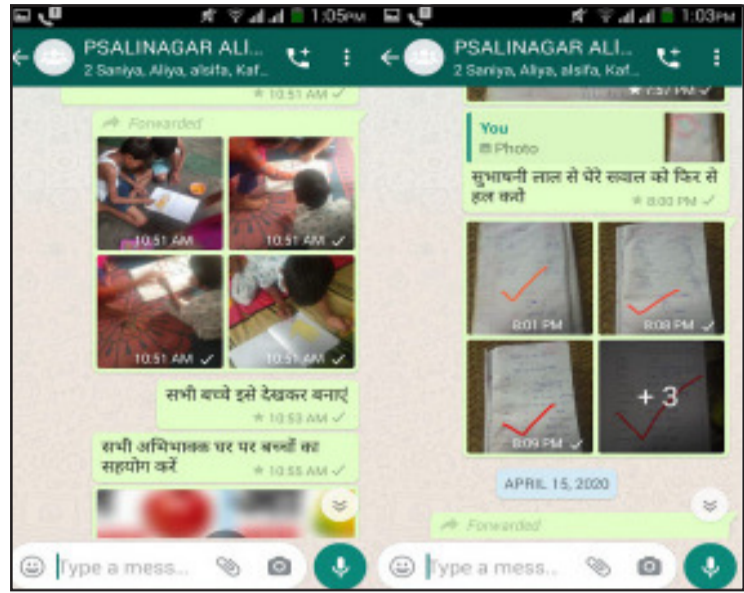 1:05PM
PSALINAGAR ALI...
2 Saniya, Aliya, alsifa, Kaf...
10:51 AM
Forwarded
10:51 AM
10:51 AM
10:51 AM
10:51 AM
सभी बच्चे इसे देखकर बनाएं
10:53 AM
सभी अभिभावक घर पर बच्चों का
सहयोग करें
10:55 AM
Type a mess...
1:03PM
PSALINAGAR ALI...
2 Saniya, Aliya, alsifa, Kaf...
7:57 PM
You
Photo
सुभाषनी लाल से घेरे सवाल को फिर से
हल करो
8:00 PM
8:01 PM
8:08 PM
8:09 PM
+ 3
APRIL 15, 2020
Forwarded
Type a mess...